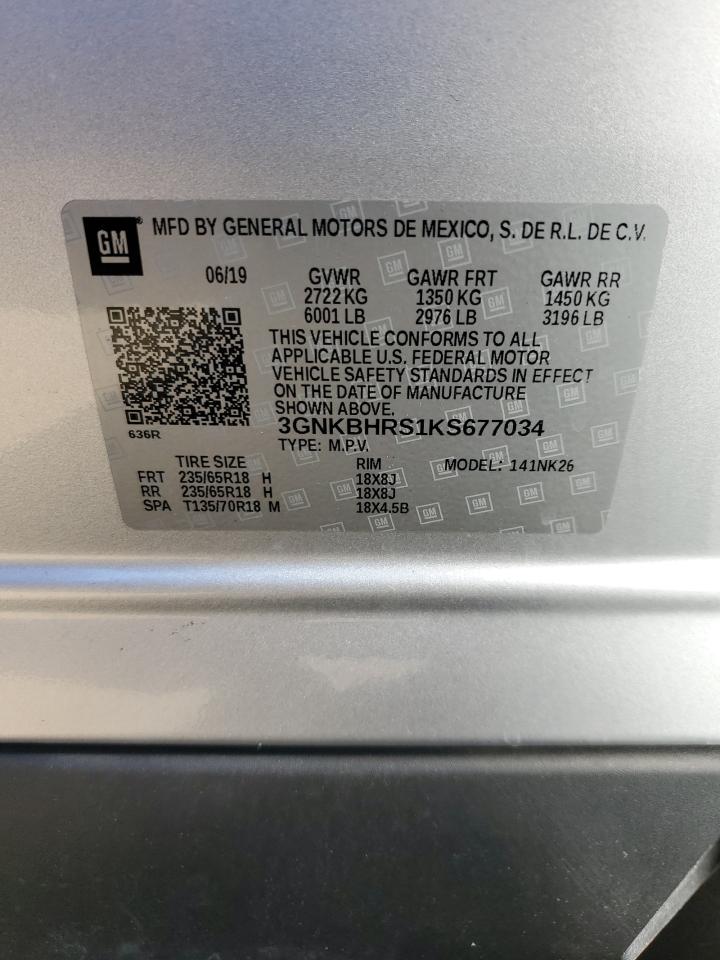 GM® MFD BY GENERAL MOTORS DE MEXICO, S. DE R.L. DE C.V.
06/19 GVWR GAWR FRT GAWR RR
2722 KG 1350 KG 1450 KG
6001 LB 2976 LB 3196 LB
THIS VEHICLE CONFORMS TO ALL
APPLICABLE U.S. FEDERAL MOTOR
VEHICLE SAFETY STANDARDS IN EFFECT
ON THE DATE OF MANUFACTURE
SHOWN ABOVE.
3GNKBHRS1KS677034
636R
TYPE: M.P.V.
TIRE SIZE RIM MODEL: 141NK26
FRT 235/65R18 H 18X8J
RR 235/65R18 H 18X8J
SPA T135/70R18 M 18X4.5B